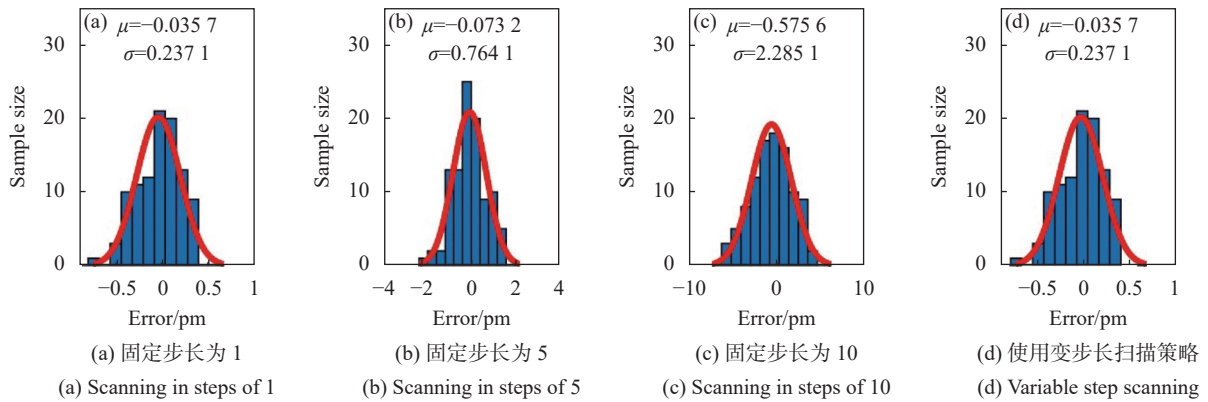 (a)
μ=−0.035 7
σ=0.237 1
30
20
10
0
Sample size
−0.5
0
0.5
1
Error/pm
(b)
μ=−0.073 2
σ=0.764 1
30
20
10
0
Sample size
−4
−2
0
2
4
Error/pm
(c)
μ=−0.575 6
σ=2.285 1
30
20
10
0
Sample size
−10
−5
0
10
Error/pm
(d)
μ=−0.035 7
σ=0.237 1
30
20
10
0
Sample size
−0.5
0
0.5
1
Error/pm
(a) 固定步长为 1
(b) 固定步长为 5
(c) 固定步长为 10
(d) 使用变步长扫描策略
(a) Scanning in steps of 1
(b) Scanning in steps of 5
(c) Scanning in steps of 10
(d) Variable step scanning